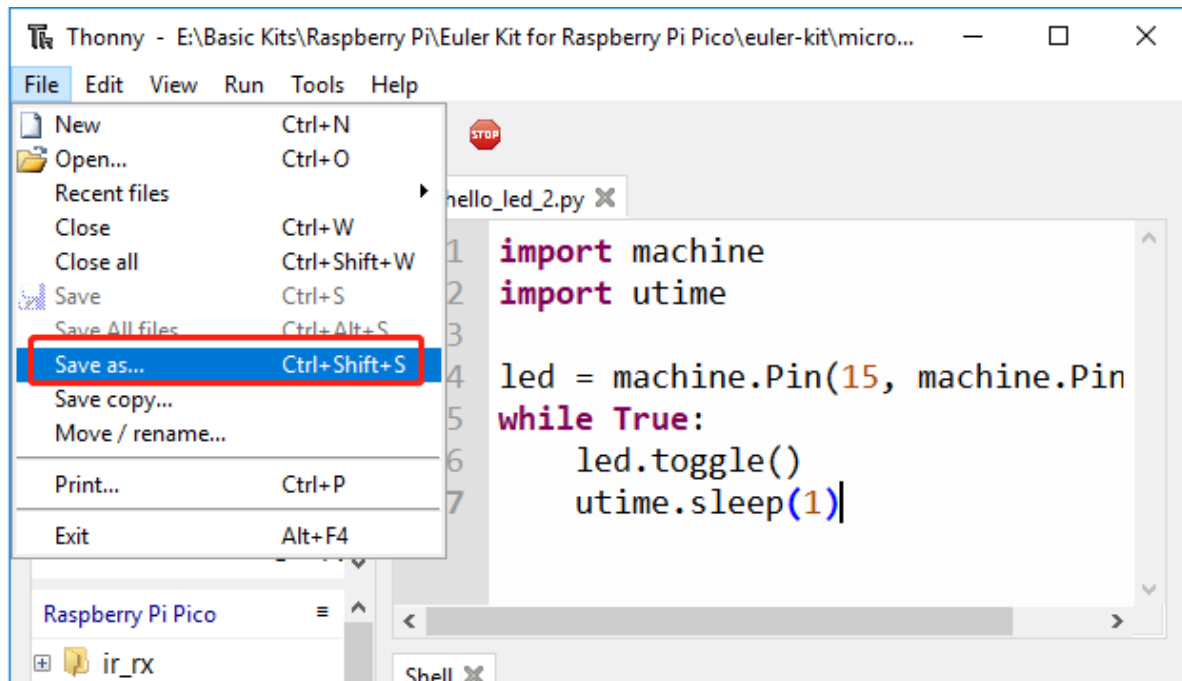 Thonny - E:\Basic Kits\Raspberry Pi\Euler Kit for Raspberry Pi Pico\euler-kit\micro...
File Edit View Run Tools Help
New Ctrl+N
Open... Ctrl+O
Recent files
Close Ctrl+W
Close all Ctrl+Shift+W
Save Ctrl+S
Save All files Ctrl+Alt+S
Save as... Ctrl+Shift+S
Save copy...
Move / rename...
Print... Ctrl+P
Exit Alt+F4
STOP
hello_led_2.py
1 import machine
2 import utime
3
4 led = machine.Pin(15, machine.Pin
5 while True:
6 led.toggle()
7 utime.sleep(1)
Raspberry Pi Pico
ir_rx
Shell